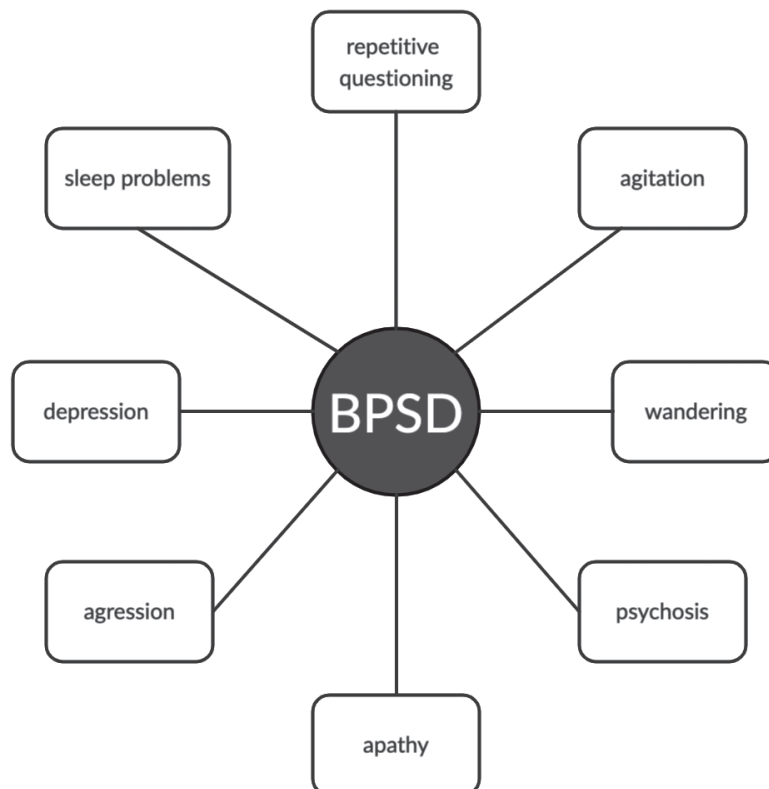 repetitive
questioning
sleep problems
agitation
depression
BPSD
wandering
agression
psychosis
apathy